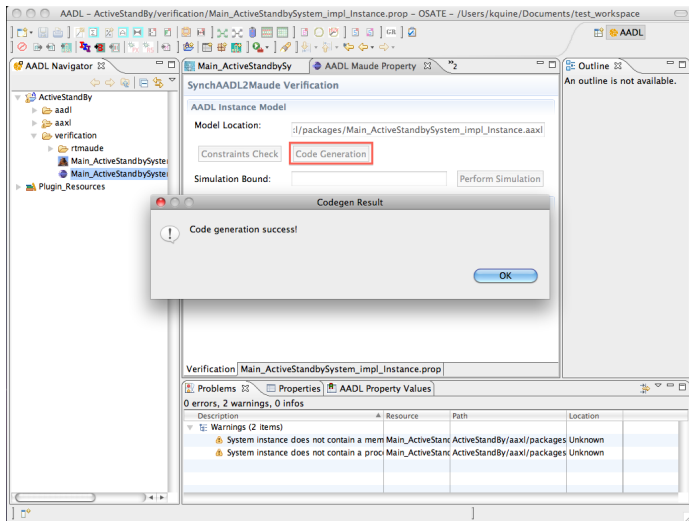 AADL - ActiveStandBy/verification/Main_ActiveStandbySystem_impl_Instance.prop - OSATE - /Users/kquine/Documents/test_workspace
AADL
AADL Navigator
Main_ActiveStandbySy
AADL Maude Property
2
Outline
An outline is not available.
ActiveStandBy
aadl
aaxl
verification
rtmaude
Main_ActiveStandbySyste
Main_ActiveStandbySyste
Plugin_Resources
SynchAADL2Maude Verification
AADL Instance Model
Model Location:
:l/packages/Main_ActiveStandbySystem_impl_Instance.aaxl
Constraints Check
Code Generation
Simulation Bound:
Perform Simulation
Codegen Result
Code generation success!
OK
Verification
Main_ActiveStandbySystem_impl_Instance.prop
Problems
Properties
AADL Property Values
0 errors, 2 warnings, 0 infos
Description
Resource
Path
Location
Warnings (2 items)
System instance does not contain a mem
Main_ActiveStand
ActiveStandBy/aaxl/packages
Unknown
System instance does not contain a proc
Main_ActiveStand
ActiveStandBy/aaxl/packages
Unknown